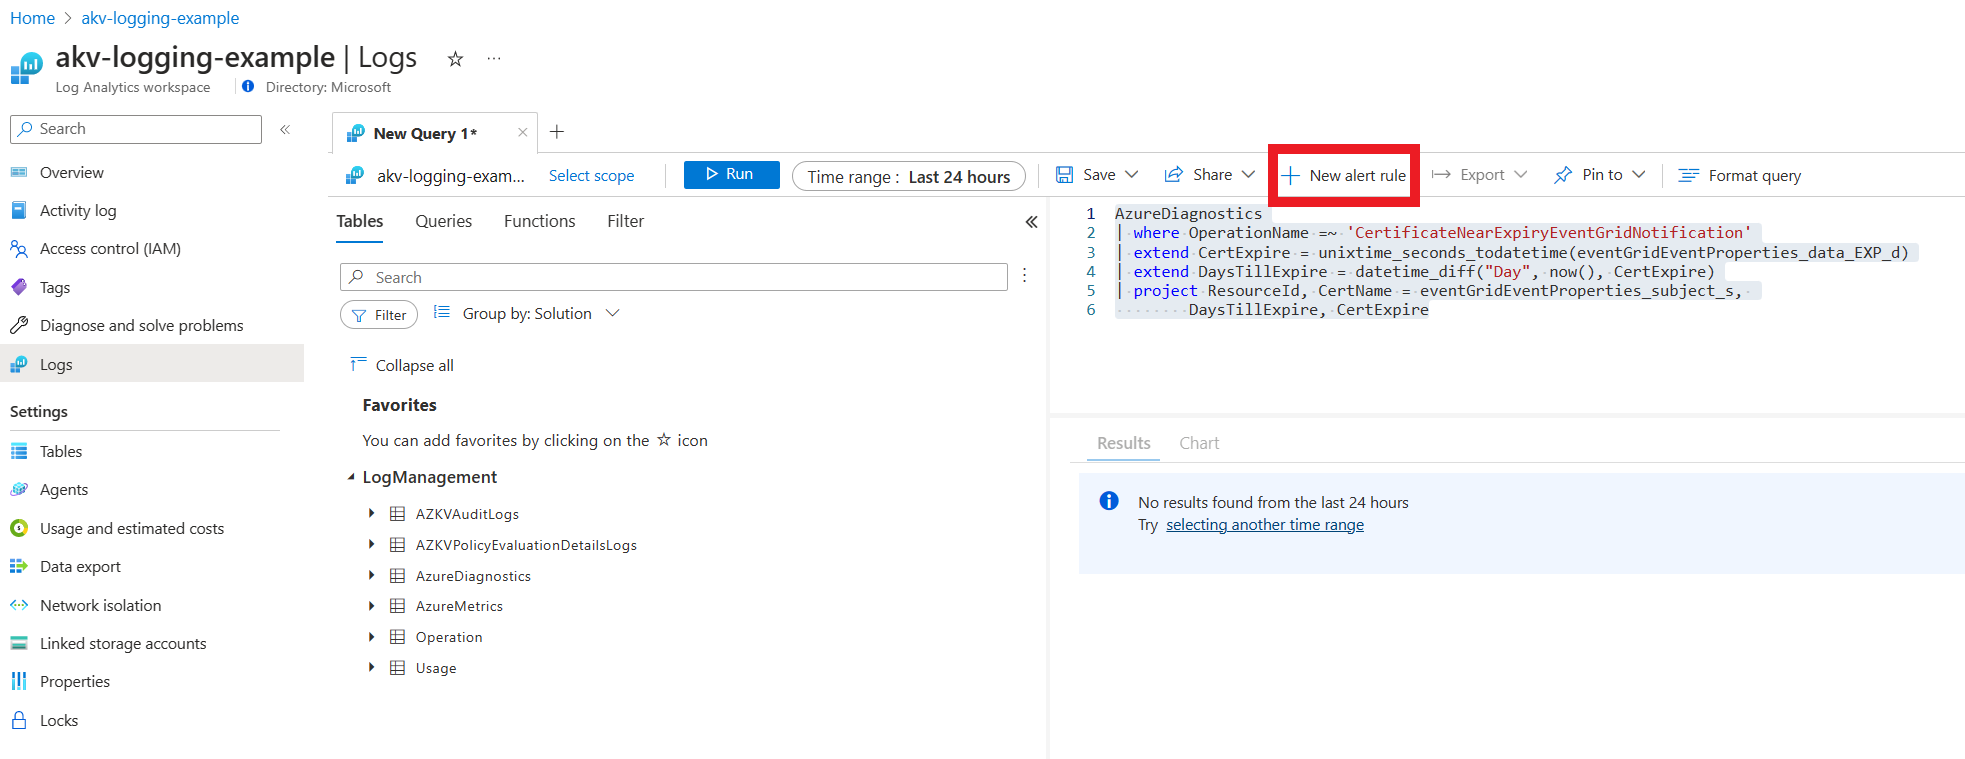 Home > akv-logging-example
akv-logging-example | Logs
Log Analytics workspace
Directory: Microsoft
Search
Overview
Activity log
Access control (IAM)
Tags
Diagnose and solve problems
Logs
Settings
Tables
Agents
Usage and estimated costs
Data export
Network isolation
Linked storage accounts
Properties
Locks
New Query 1*
akv-logging-exam...
Select scope
Run
Time range : Last 24 hours
Save
Share
New alert rule
Export
Pin to
Format query
Tables
Queries
Functions
Filter
Search
Filter
Group by: Solution
Collapse all
Favorites
You can add favorites by clicking on the ☆ icon
LogManagement
AZKVAuditLogs
AZKVPolicyEvaluationDetailsLogs
AzureDiagnostics
AzureMetrics
Operation
Usage
1 AzureDiagnostics
2 | where OperationName =~ 'CertificateNearExpiryEventGridNotification'
3 | extend CertExpire = unixtime_seconds_todatetime(eventGridEventProperties_data_EXP_d)
4 | extend DaysTillExpire = datetime_diff("Day", now(), CertExpire)
5 | project ResourceId, CertName = eventGridEventProperties_subject_s,
6 DaysTillExpire, CertExpire
Results
Chart
No results found from the last 24 hours
Try selecting another time range